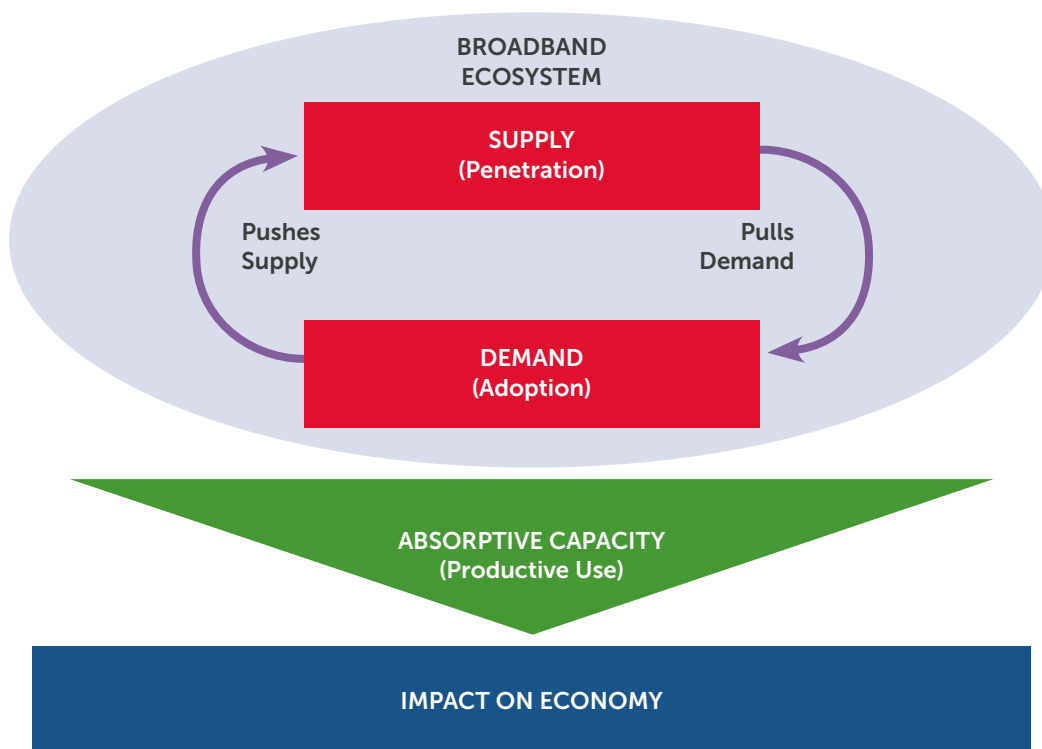 BROADBAND
ECOSYSTEM
SUPPLY
(Penetration)
Pushes
Supply
Pulls
Demand
DEMAND
(Adoption)
ABSORPTIVE CAPACITY
(Productive Use)
IMPACT ON ECONOMY